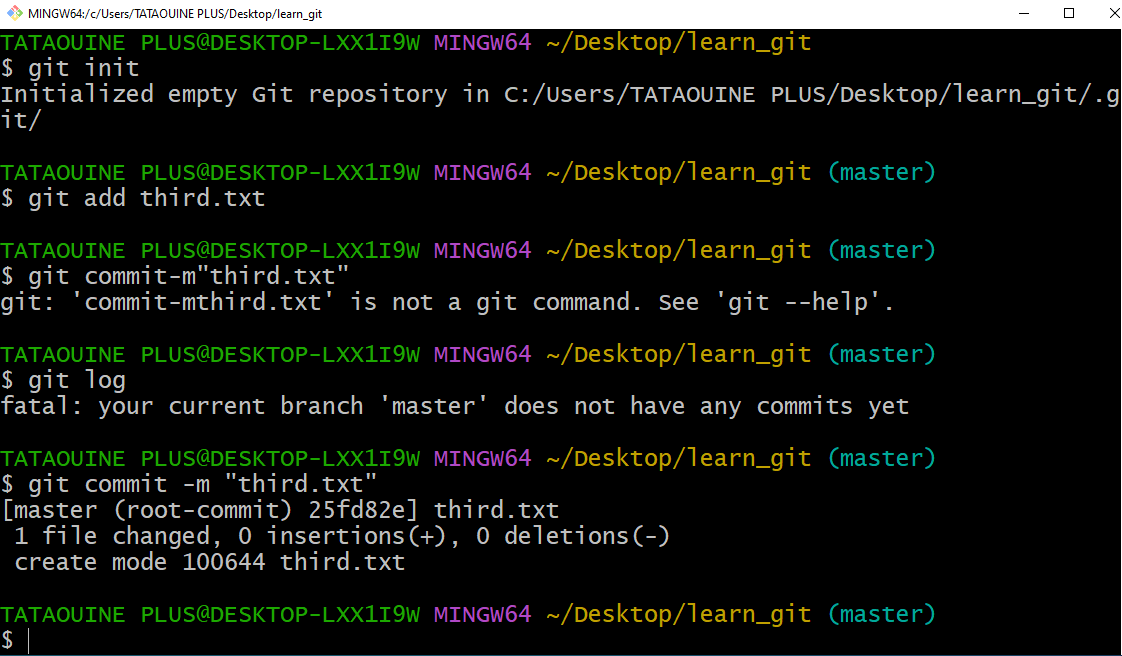 MINGW64:/c/Users/TATAOUINE PLUS/Desktop/learn_git
TATAOUINE PLUS@DESKTOP-LXX1I9W MINGW64 ~/Desktop/learn_git
$ git init
Initialized empty Git repository in C:/Users/TATAOUINE PLUS/Desktop/learn_git/.g
it/
TATAOUINE PLUS@DESKTOP-LXX1I9W MINGW64 ~/Desktop/learn_git (master)
$ git add third.txt
TATAOUINE PLUS@DESKTOP-LXX1I9W MINGW64 ~/Desktop/learn_git (master)
$ git commit-m"third.txt"
git: 'commit-mthird.txt' is not a git command. See 'git --help'.
TATAOUINE PLUS@DESKTOP-LXX1I9W MINGW64 ~/Desktop/learn_git (master)
$ git log
fatal: your current branch 'master' does not have any commits yet
TATAOUINE PLUS@DESKTOP-LXX1I9W MINGW64 ~/Desktop/learn_git (master)
$ git commit -m "third.txt"
[master (root-commit) 25fd82e] third.txt
 1 file changed, 0 insertions(+), 0 deletions(-)
 create mode 100644 third.txt
TATAOUINE PLUS@DESKTOP-LXX1I9W MINGW64 ~/Desktop/learn_git (master)
$